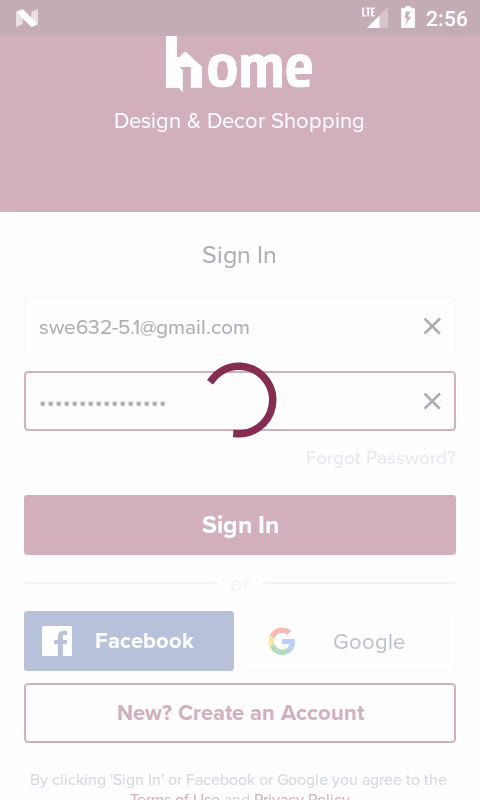 LTE 2:56
home
Design & Decor Shopping
Sign In
swe632-5.1@gmail.com
••••••••••••••••
Forgot Password?
Sign In
or
Facebook
Google
New? Create an Account
By clicking 'Sign In' or Facebook or Google you agree to the
Terms of Use and Privacy Policy